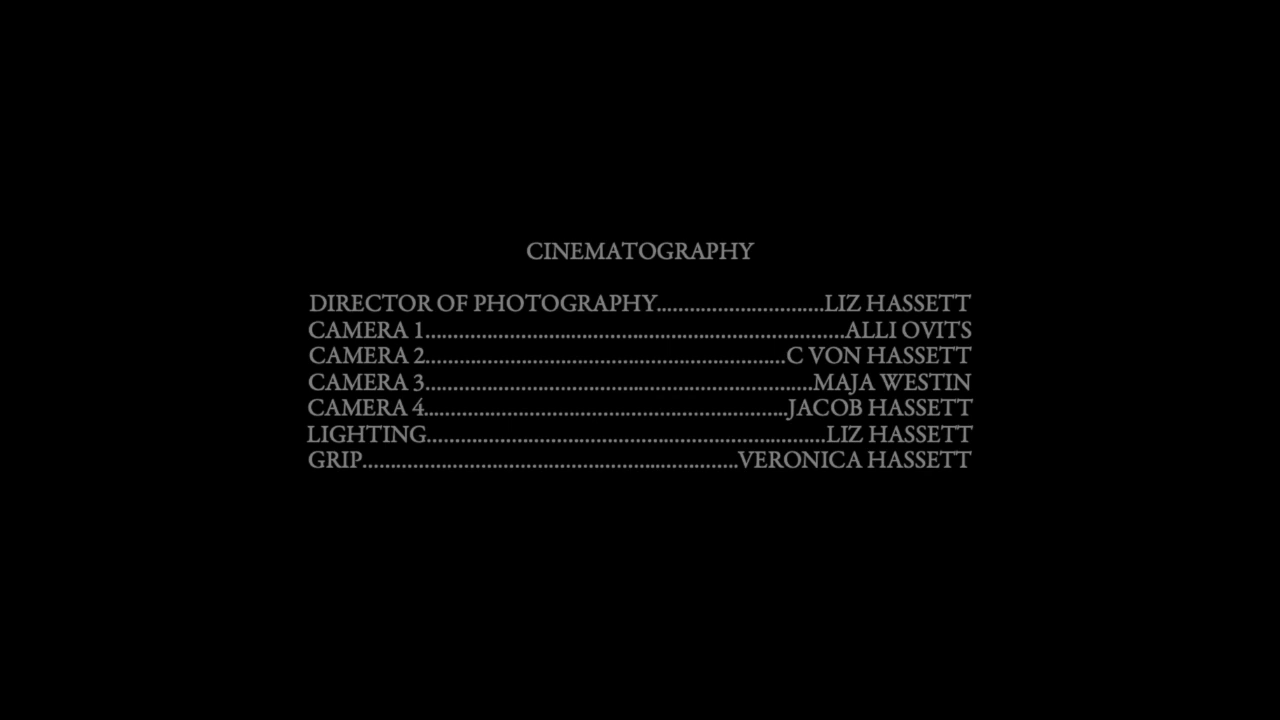 CINEMATOGRAPHY
DIRECTOR OF PHOTOGRAPHY..............................LIZ HASSETT
CAMERA 1...........................................................................ALLI OVITS
CAMERA 2................................................................C VON HASSETT
CAMERA 3.....................................................................MAJA WESTIN
CAMERA 4.................................................................JACOB HASSETT
LIGHTING.......................................................................LIZ HASSETT
GRIP...................................................................VERONICA HASSETT